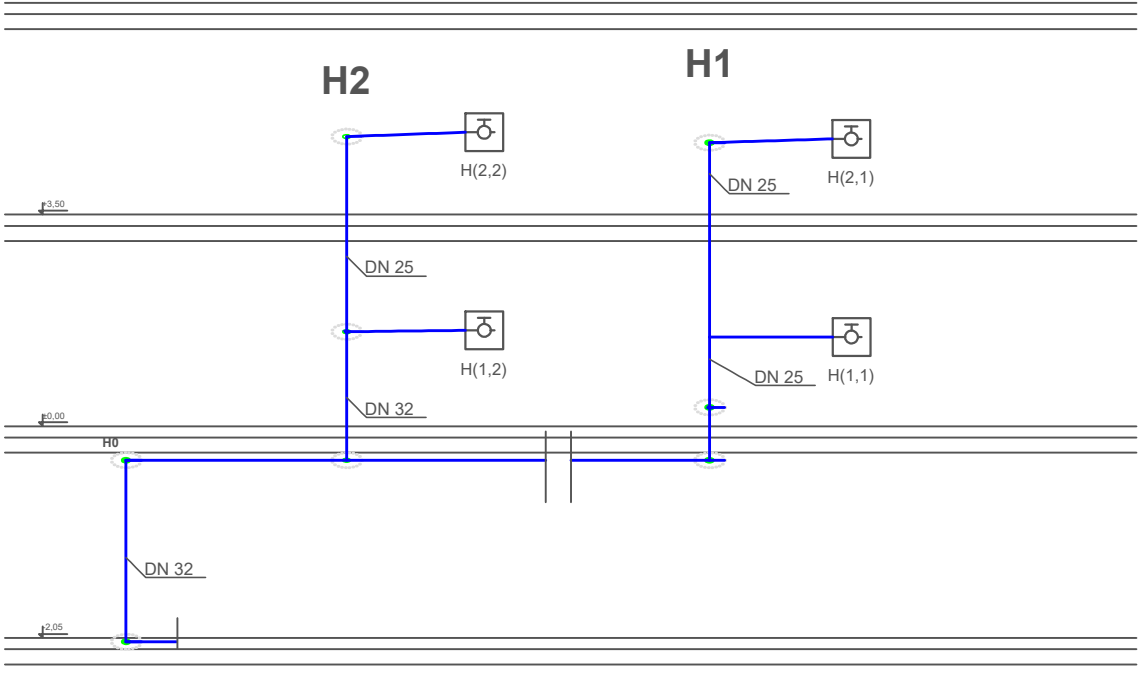 H1
H2
H(2,2)
H(2,1)
DN 25
+3,50
DN 25
H(1,2)
H(1,1)
DN 25
DN 32
±0,00
H0
DN 32
-2,05